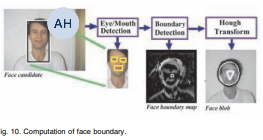 AH
Eye/Mouth
Detection
Boundary
Detection
Hough
Transform
Face candidate
Face boundary map
Face blob
ig. 10. Computation of face boundary.